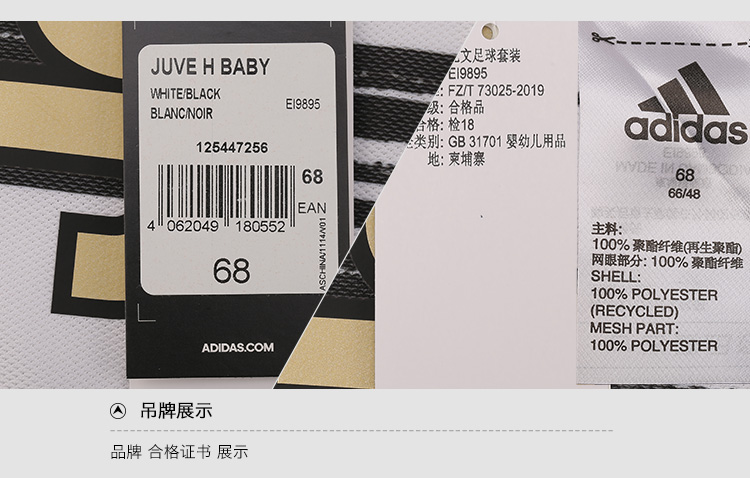 JUVE H BABY
WHITE/BLACK
BLANC/NOIR
EI9895
125447256
68
EAN
4 062049 180552
68
ASCHINA/1114/V01
ADIDAS.COM
文足球套装
EI9895
: FZ/T 73025-2019
级: 合格品
合格: 检18
类别: GB 31701 婴幼儿用品
地: 柬埔寨
adidas
68
66/48
主料:
100% 聚酯纤维(再生聚酯)
网眼部分: 100% 聚酯纤维
SHELL:
100% POLYESTER
(RECYCLED)
MESH PART:
100% POLYESTER
吊牌展示
品牌 合格证书 展示